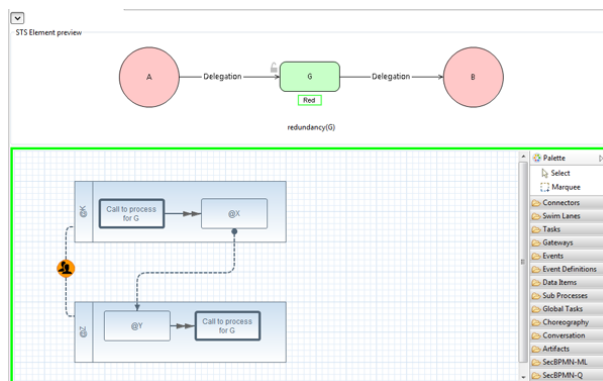 STS Element preview
A
Delegation
G
Delegation
B
Red
redundancy(G)
@K
Call to process
for G
@X
@Z
@Y
Call to process
for G
Palette
Select
Marquee
Connectors
Swim Lanes
Tasks
Gateways
Events
Event Definitions
Data Items
Sub Processes
Global Tasks
Choreography
Conversation
Artifacts
SecBPMN-ML
SecBPMN-Q